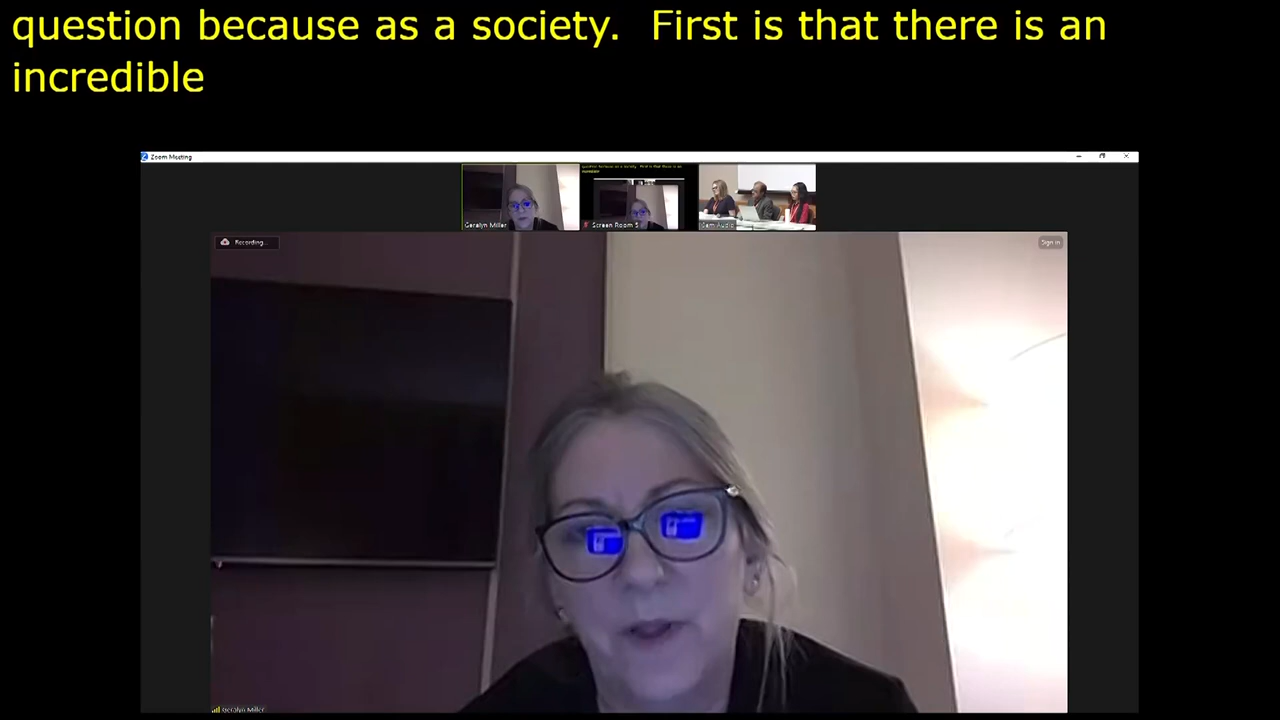 question because as a society.  First is that there is an
incredible
Zoom Meeting
Geralyn Miller
Screen Room 5
Recording...
Sign in
Geralyn Miller